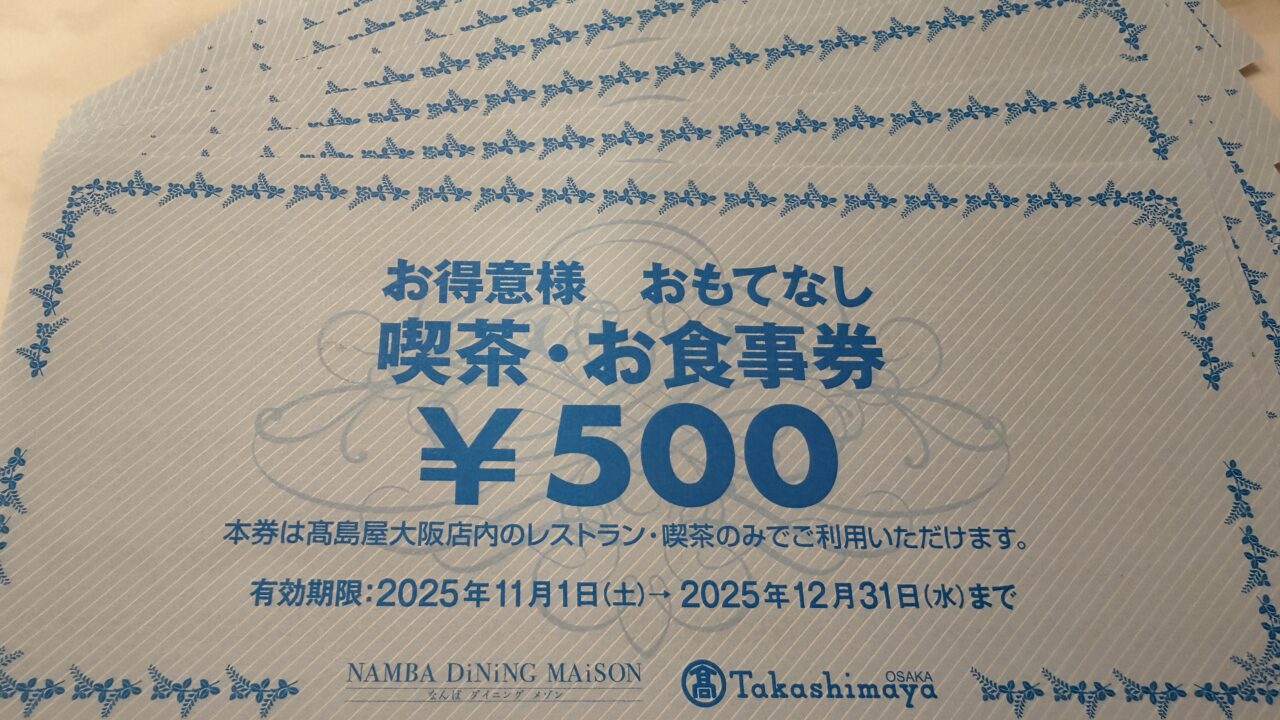 お得意様　おもてなし
喫茶・お食事券
￥500
本券は髙島屋大阪店内のレストラン・喫茶のみでご利用いただけます。
有効期限：2025年11月1日(土)→2025年12月31日(水)まで
NAMBA DiNiNG MAiSON
なんば ダイニング メゾン
髙 Takashimaya OSAKA